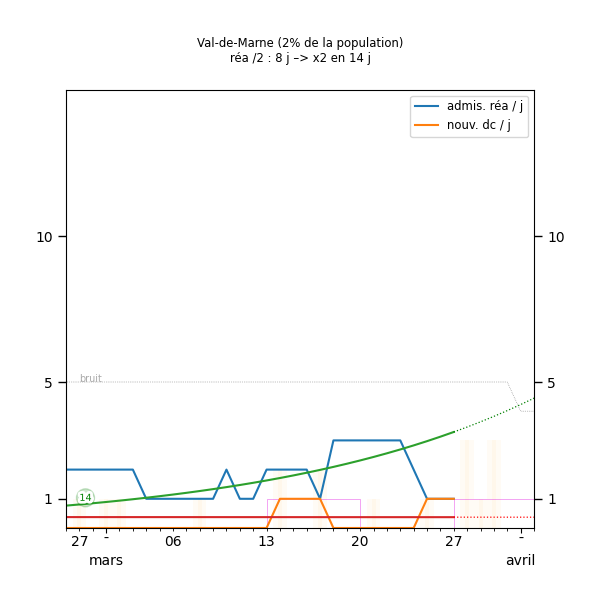 Val-de-Marne (2% de la population)
réa /2 : 8 j –> x2 en 14 j
admis. réa / j
nouv. dc / j
10
10
bruit
5
5
14
1
1
27 - 06 13 20 27 -
mars avril